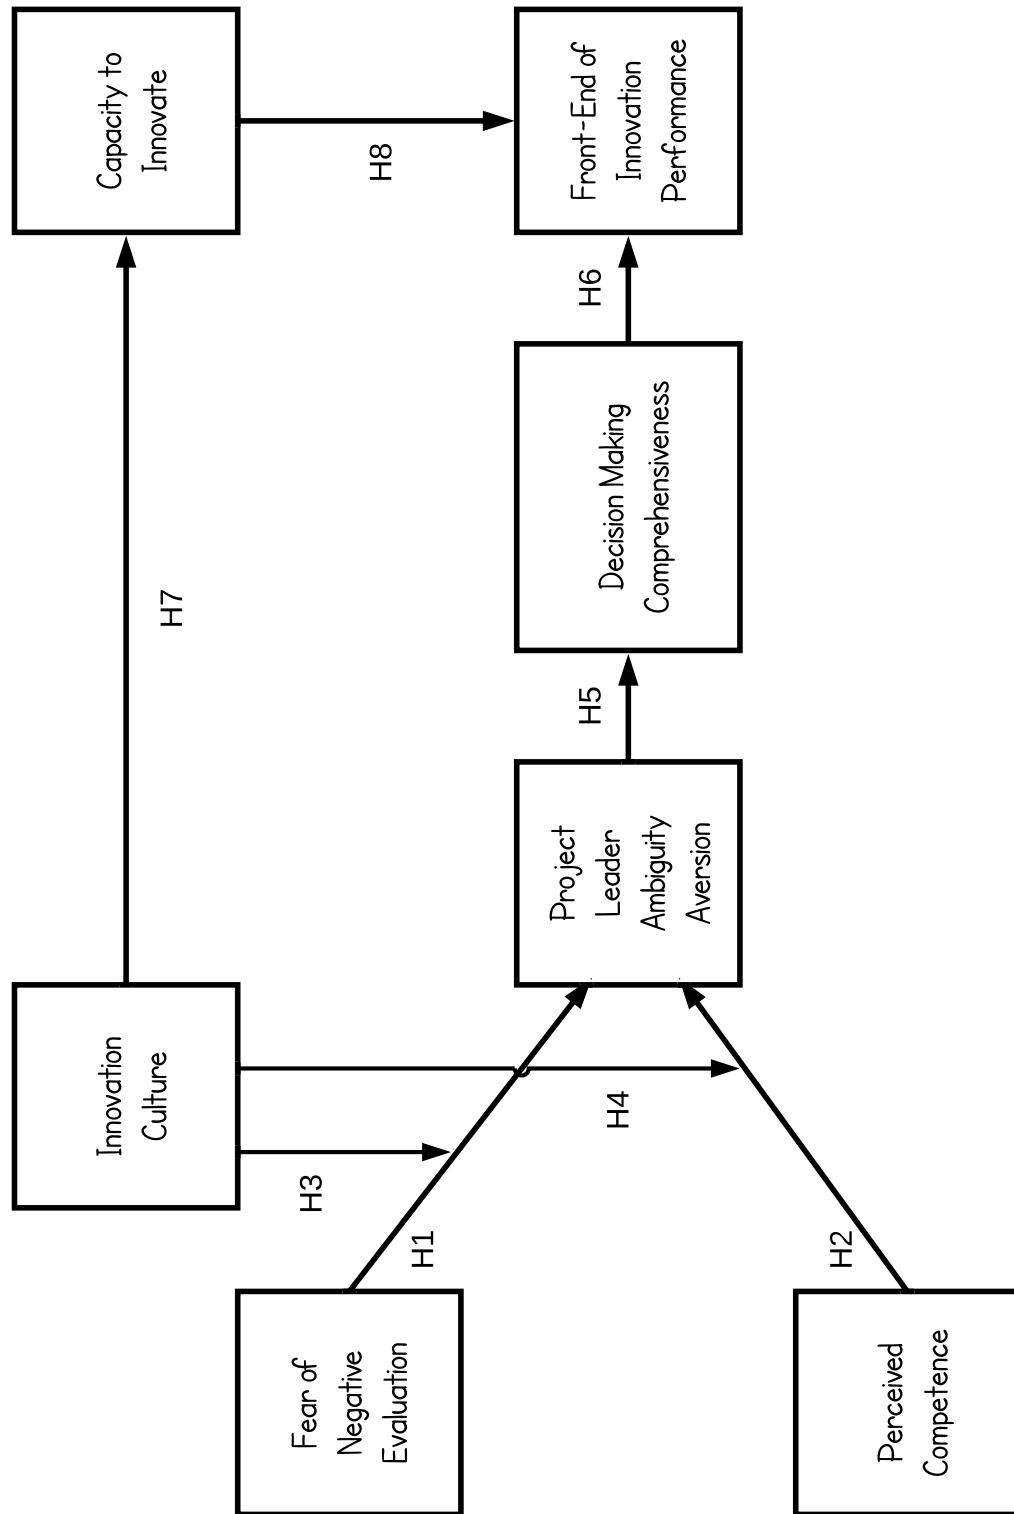 Fear of
Negative
Evaluation
Perceived
Competence
H1
H2
H3
H4
Innovation
Culture
Project
Leader
Ambiguity
Aversion
H5
H7
Decision Making
Comprehensiveness
H6
H8
Capacity to
Innovate
Front-End of
Innovation
Performance